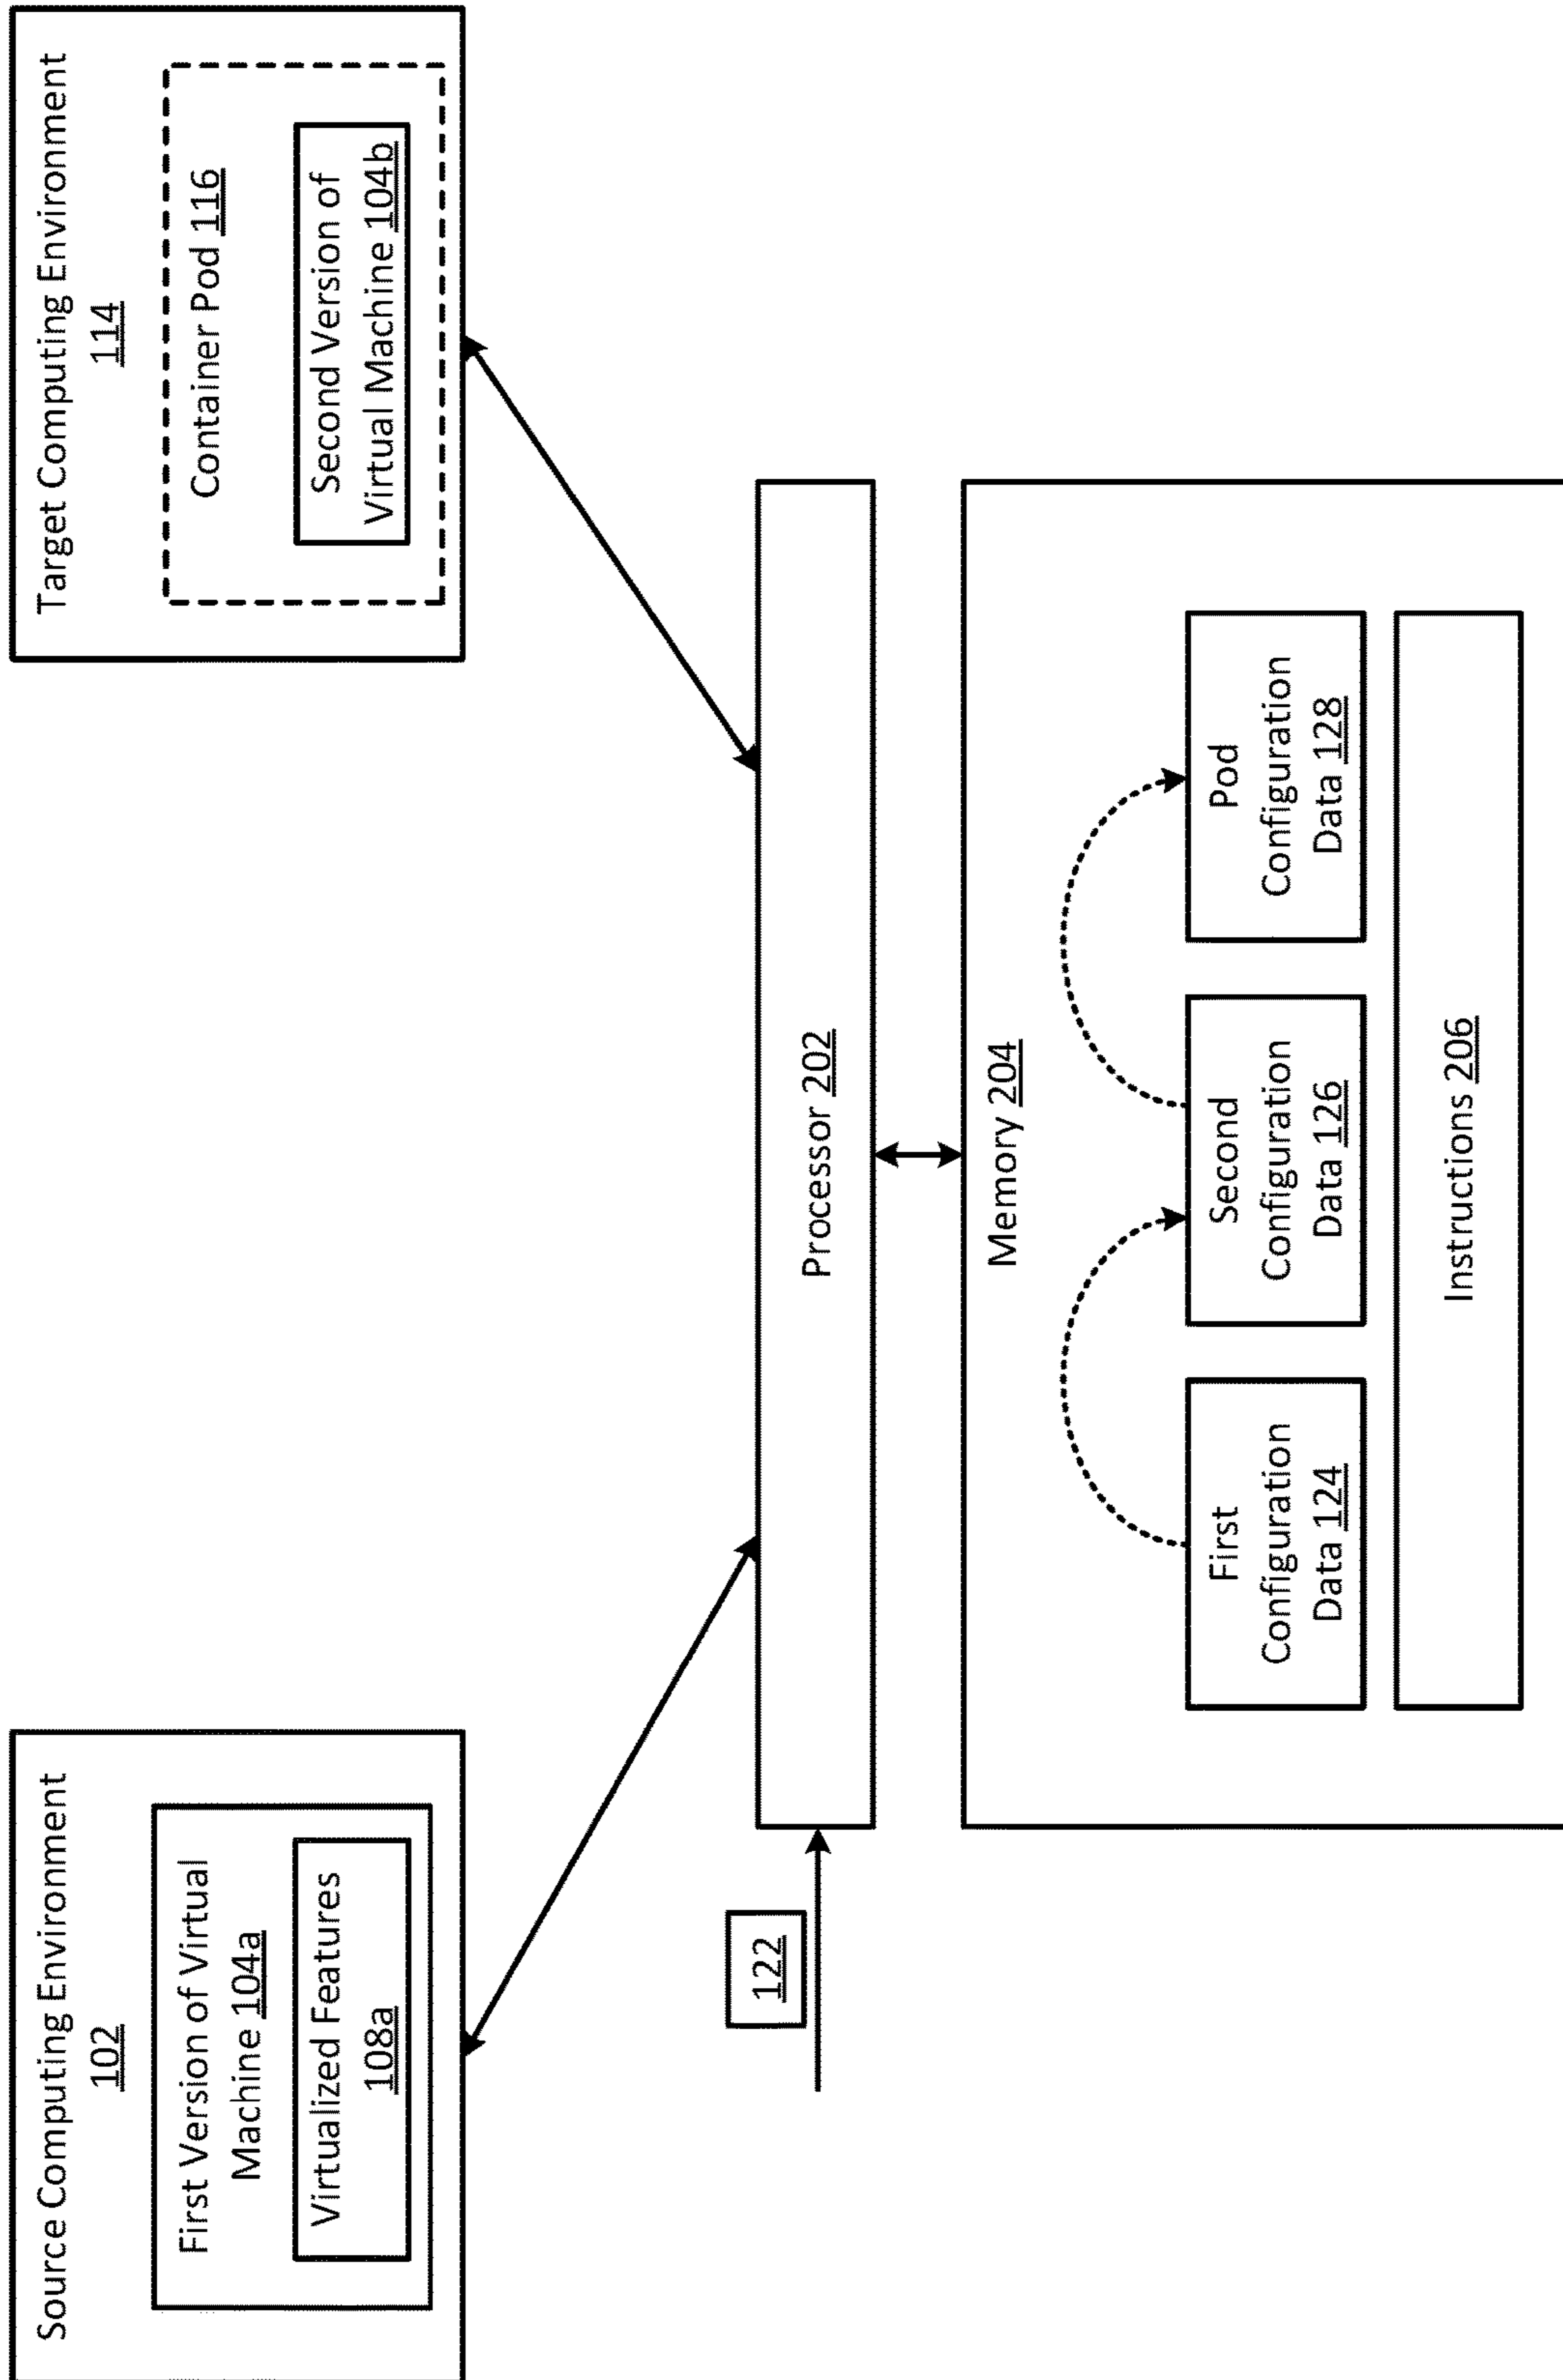 Source Computing Environment
102
First Version of Virtual
Machine 104a
Virtualized Features
108a
Target Computing Environment
114
Container Pod 116
Second Version of
Virtual Machine 104b
122
Processor 202
Memory 204
First
Configuration
Data 124
Second
Configuration
Data 126
Pod
Configuration
Data 128
Instructions 206